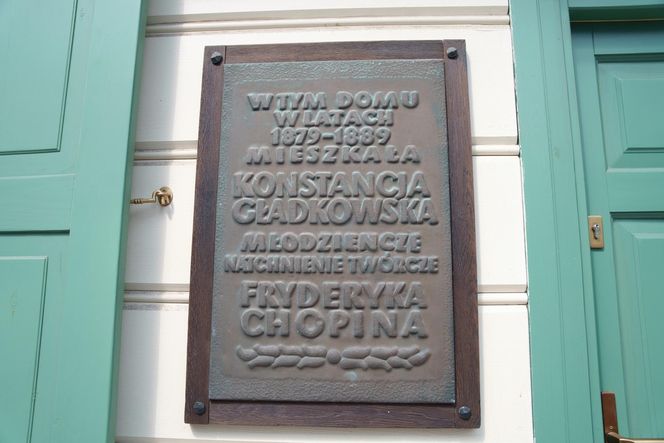 W TYM DOMU
W LATACH
1879-1889
MIESZKAŁA
KONSTANCJA
GŁADKOWSKA
MŁODZIEŃCZE
NATCHNIENIE TWÓRCZE
FRYDERYKA
CHOPINA